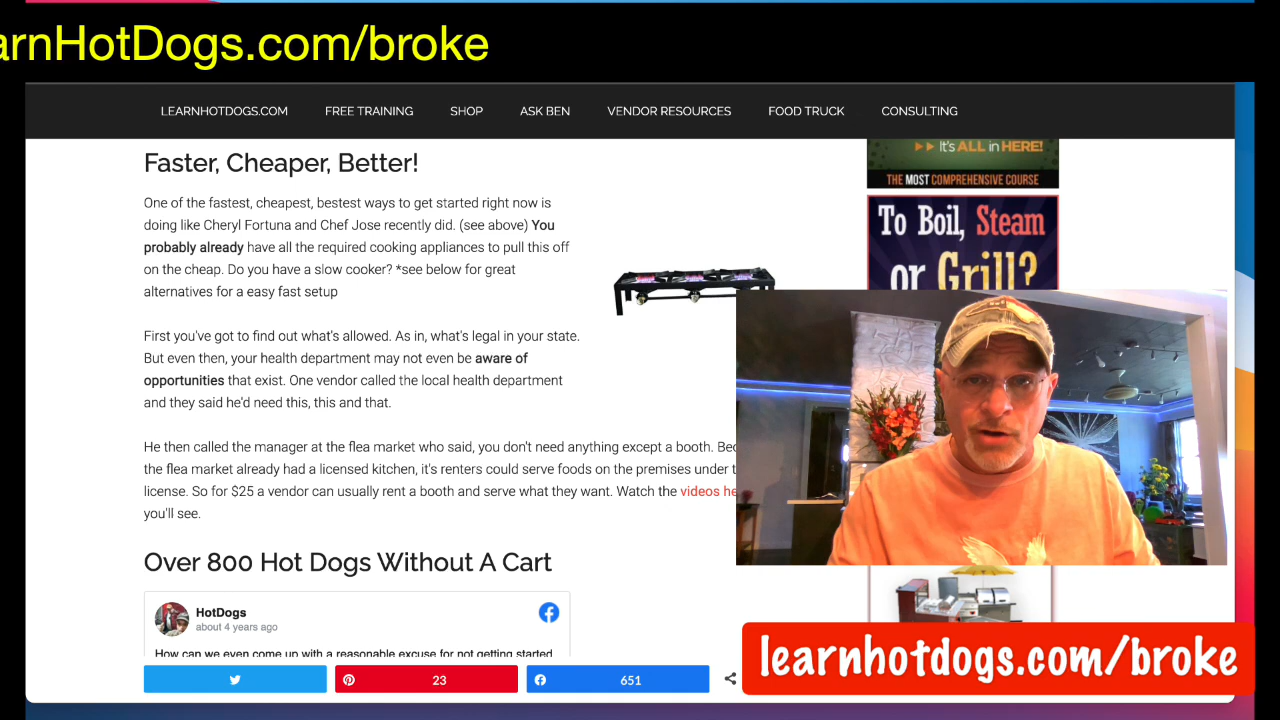 arnHotDogs.com/broke
LEARNHOTDOGS.COM FREE TRAINING SHOP ASK BEN VENDOR RESOURCES FOOD TRUCK CONSULTING
Faster, Cheaper, Better!
One of the fastest, cheapest, bestest ways to get started right now is
doing like Cheryl Fortuna and Chef Jose recently did. (see above) You
probably already have all the required cooking appliances to pull this off
on the cheap. Do you have a slow cooker? *see below for great
alternatives for a easy fast setup
First you've got to find out what's allowed. As in, what's legal in your state.
But even then, your health department may not even be aware of
opportunities that exist. One vendor called the local health department
and they said he'd need this, this and that.
He then called the manager at the flea market who said, you don't need anything except a booth. Bec
the flea market already had a licensed kitchen, it's renters could serve foods on the premises under t
license. So for $25 a vendor can usually rent a booth and serve what they want. Watch the videos he
you'll see.
Over 800 Hot Dogs Without A Cart
HotDogs
about 4 years ago
How can we even come up with a reasonable excuse for not getting started
23
651
it's ALL in HERE!
THE MOST COMPREHENSIVE COURSE
To Boil, Steam
or Grill?
learnhotdogs.com/broke